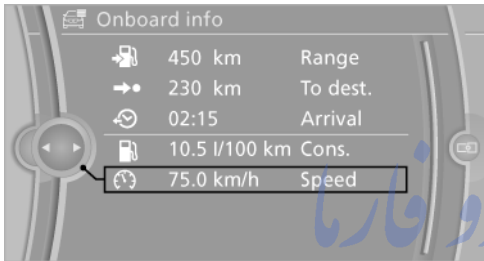 Onboard info
450 km Range
230 km To dest.
02:15 Arrival
10.5 l/100 km Cons.
75.0 km/h Speed
و فارما